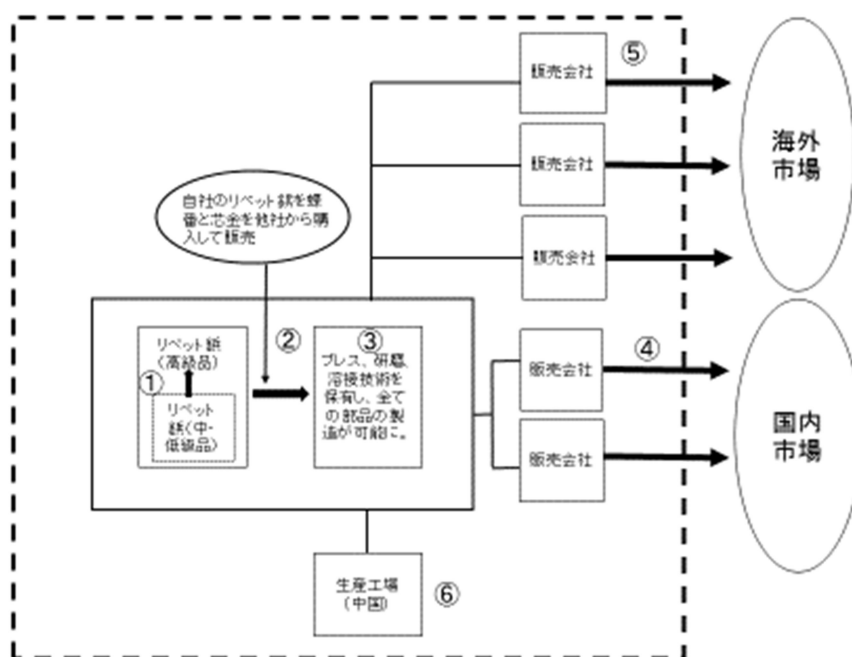 販売会社
⑤
海外
市場
販売会社
自社のリベット鋲を蝶
番と芯金を他社から購
入して販売
販売会社
リベット鋲
(高級品)
①
リベット
鋲(中-
低級品)
②
③
プレス、研磨、
溶接技術を
保有し、全て
の部品の製
造が可能に。
販売会社
④
国内
市場
販売会社
生産工場
(中国)
⑥